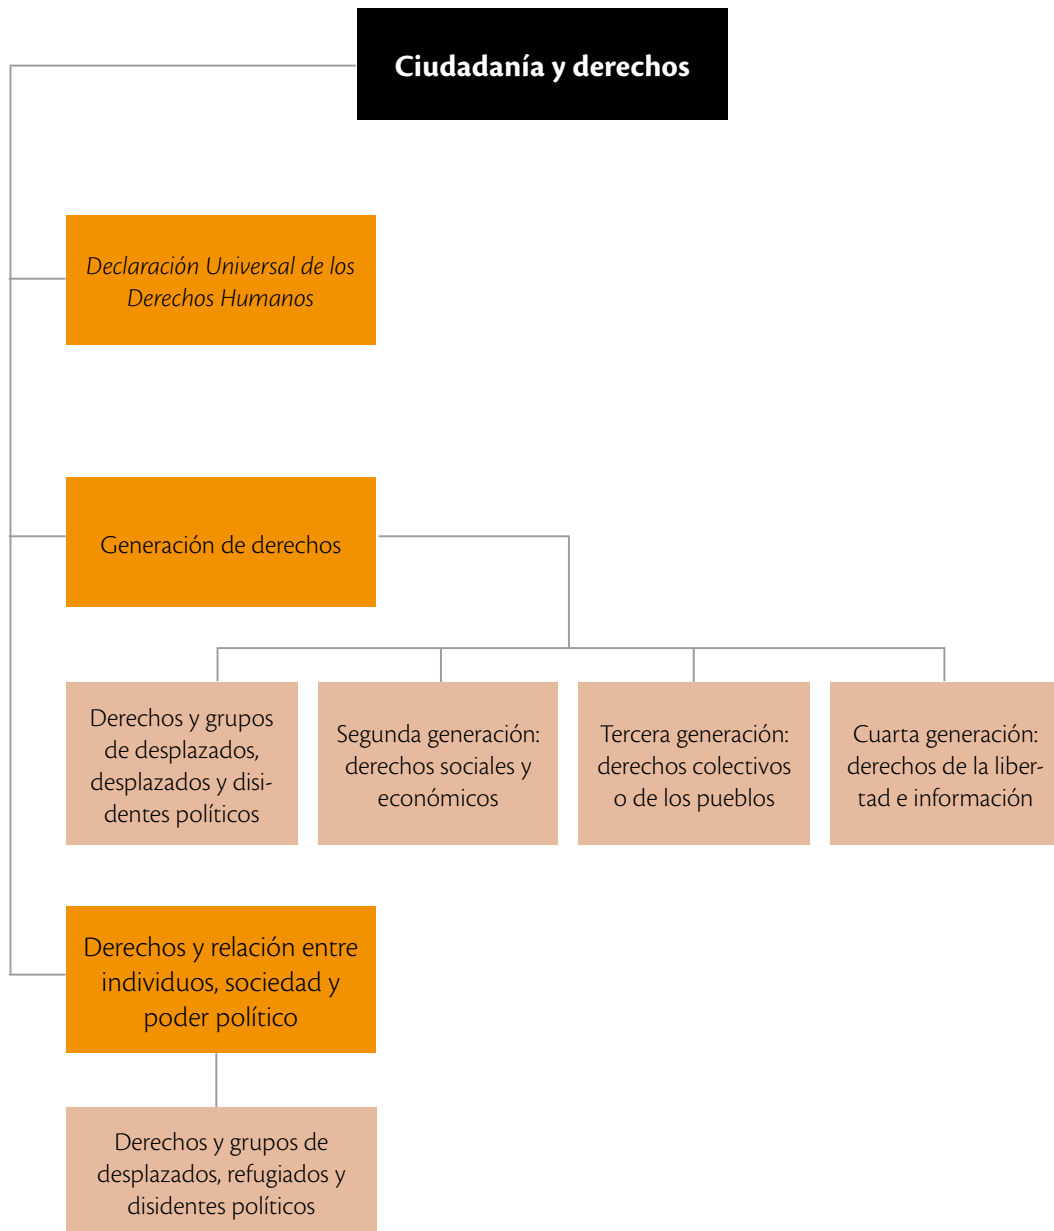 Ciudadanía y derechos
Declaración Universal de los
Derechos Humanos
Generación de derechos
Derechos y grupos
de desplazados,
desplazados y disi-
dentes políticos
Segunda generación:
derechos sociales y
económicos
Tercera generación:
derechos colectivos
o de los pueblos
Cuarta generación:
derechos de la liber-
tad e información
Derechos y relación entre
individuos, sociedad y
poder político
Derechos y grupos de
desplazados, refugiados y
disidentes políticos